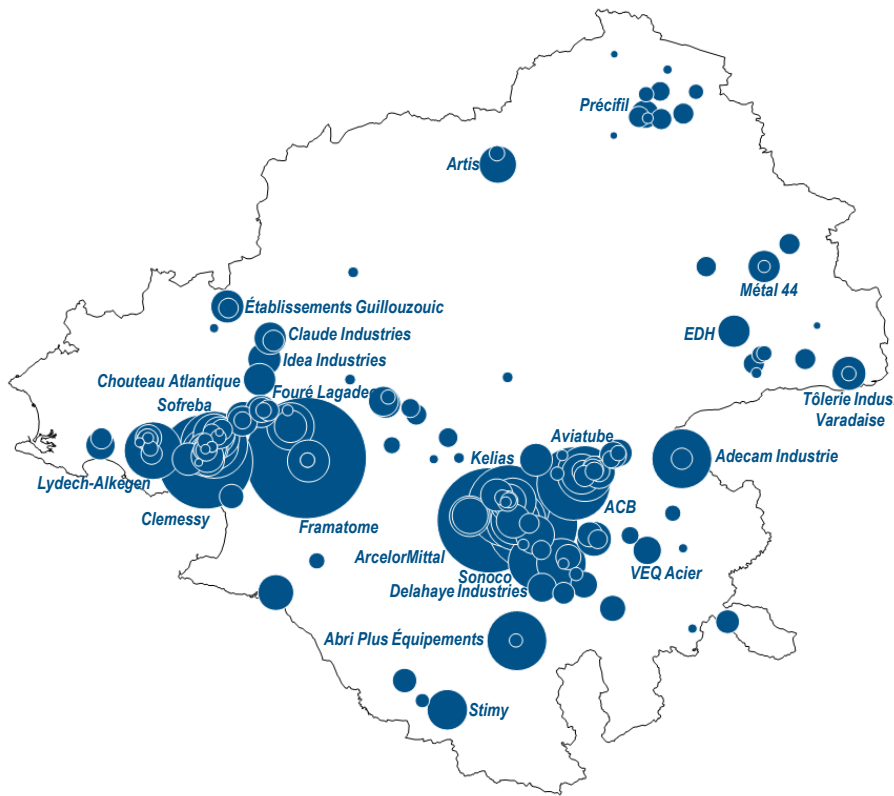 Précifil
Artis
Métal 44
Établissements Guillouzouic
EDH
Claude Industries
Idea Industries
Chouteau Atlantique
Fouré Lagadec
Tôlerie Indus.
Varadaise
Sofreba
Aviatube
Kelias
Adecam Industrie
Lydech-Alkégen
ACB
Clemessy
Framatome
ArcelorMittal
VEQ Acier
Sonoco
Delahaye Industries
Abri Plus Équipements
Stimy